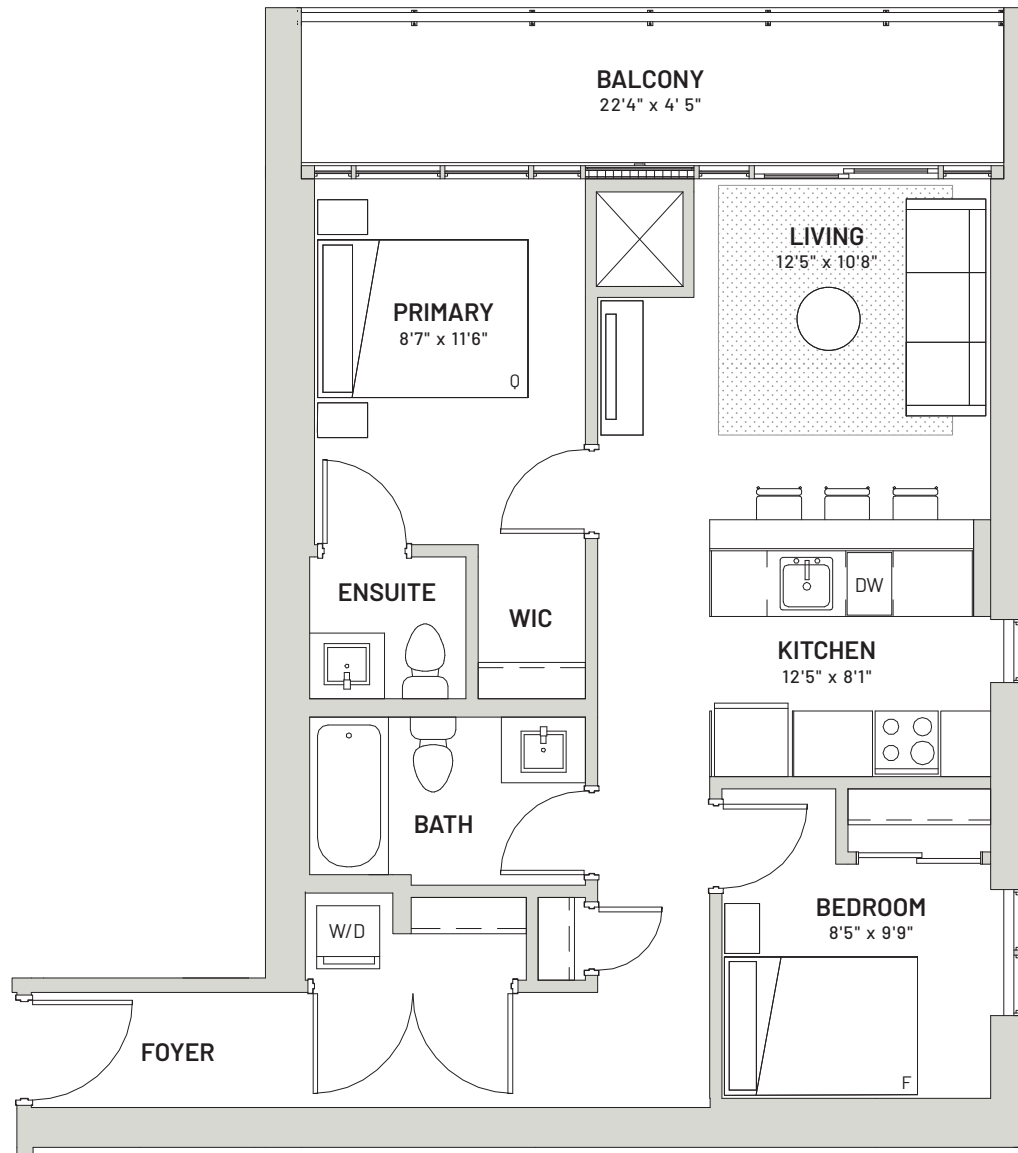 BALCONY
22'4" x 4' 5"
LIVING
12'5" x 10'8"
PRIMARY
8'7" x 11'6"
Q
ENSUITE
WIC
DW
KITCHEN
12'5" x 8'1"
BATH
BEDROOM
8'5" x 9'9"
W/D
FOYER
F